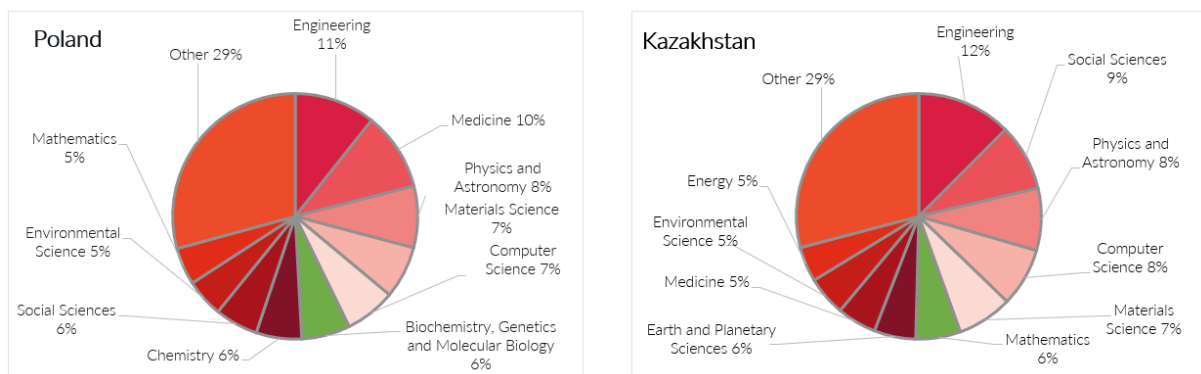 Poland
Engineering
11%
Other 29%
Medicine 10%
Mathematics
5%
Physics and
Astronomy 8%
Materials Science
7%
Environmental
Science 5%
Computer
Science 7%
Social Sciences
6%
Biochemistry, Genetics
and Molecular Biology
6%
Chemistry 6%
Kazakhstan
Engineering
12%
Social Sciences
9%
Other 29%
Physics and
Astronomy 8%
Energy 5%
Environmental
Science 5%
Computer
Science 8%
Medicine 5%
Materials
Science 7%
Earth and Planetary
Sciences 6%
Mathematics
6%